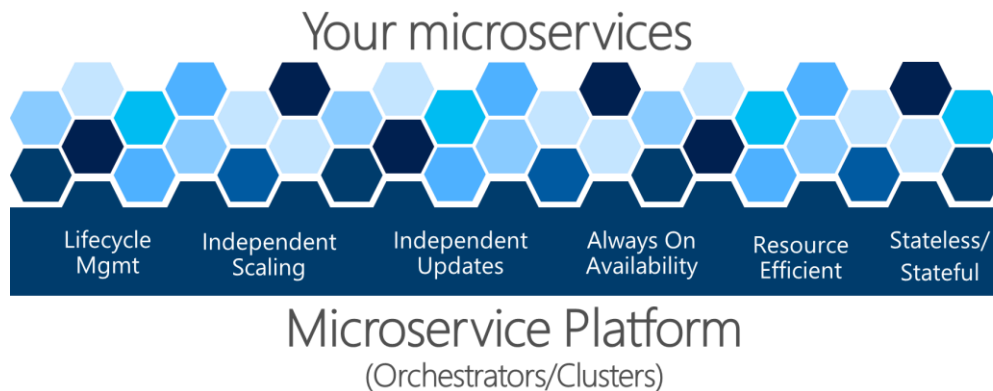 Your microservices
Lifecycle
Mgmt
Independent
Scaling
Independent
Updates
Always On
Availability
Resource
Efficient
Stateless/
Stateful
Microservice Platform
(Orchestrators/Clusters)